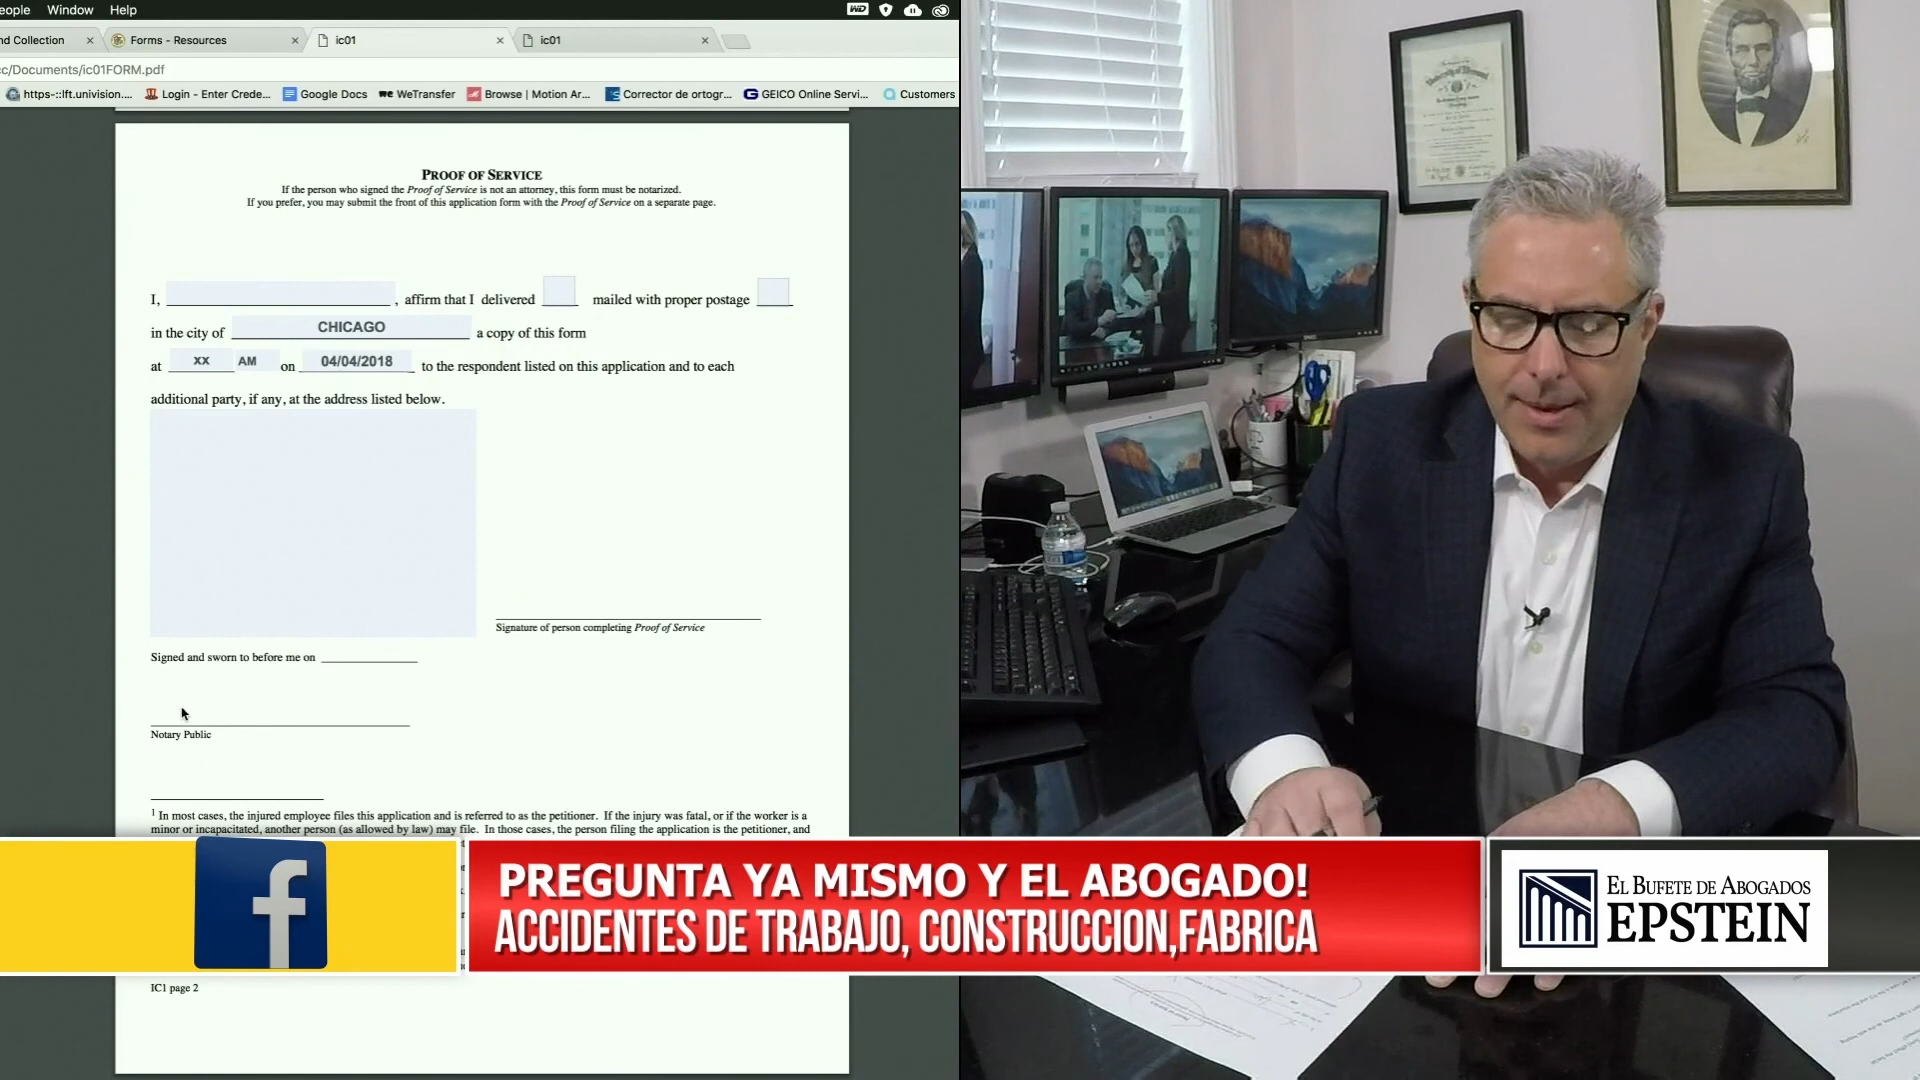 eople Window Help
nd Collection × Forms - Resources × ic01 × ic01 ×
cc/Documents/ic01FORM.pdf
https-::lft.univision.... Login - Enter Crede... Google Docs WeTransfer Browse | Motion Ar... Corrector de ortogr... GEICO Online Servi... Customers
PROOF OF SERVICE
If the person who signed the Proof of Service is not an attorney, this form must be notarized.
If you prefer, you may submit the front of this application form with the Proof of Service on a separate page.
I, , affirm that I delivered mailed with proper postage
in the city of CHICAGO a copy of this form
at xx AM on 04/04/2018 to the respondent listed on this application and to each
additional party, if any, at the address listed below.
Signature of person completing Proof of Service
Signed and sworn to before me on
Notary Public
1 In most cases, the injured employee files this application and is referred to as the petitioner. If the injury was fatal, or if the worker is a
minor or incapacitated, another person (as allowed by law) may file. In those cases, the person filing the application is the petitioner, and
IC1 page 2
f
PREGUNTA YA MISMO Y EL ABOGADO!
ACCIDENTES DE TRABAJO, CONSTRUCCION,FABRICA
EL BUFETE DE ABOGADOS
EPSTEIN